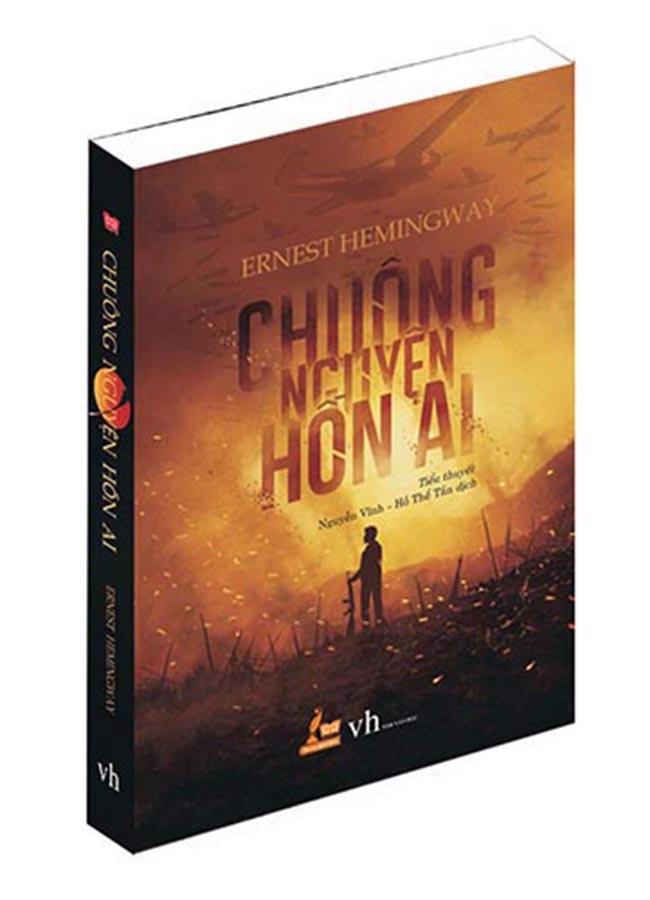 ERNEST HEMINGWAY
CHUÔNG
NGUYỆN
HỒN AI
Tiểu thuyết
Nguyễn Vĩnh - Hồ Thể Tần dịch
vh
CHUÔNG NGUYỆN HỒN AI
ERNEST HEMINGWAY
vh